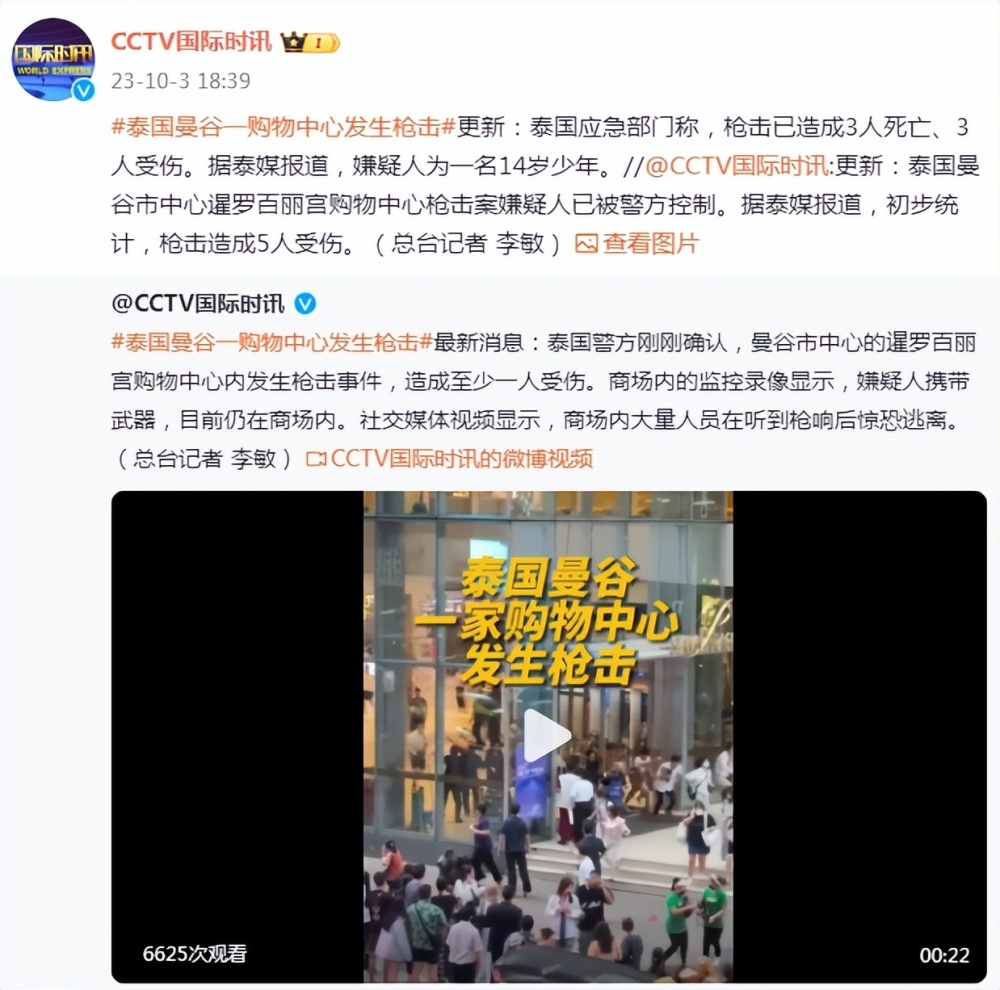 国际时讯
WORLD EXPRESS
CCTV国际时讯
I
23-10-3 18:39
#泰国曼谷一购物中心发生枪击#更新：泰国应急部门称，枪击已造成3人死亡、3
人受伤。据泰媒报道，嫌疑人为一名14岁少年。//@CCTV国际时讯:更新：泰国曼
谷市中心暹罗百丽宫购物中心枪击案嫌疑人已被警方控制。据泰媒报道，初步统
计，枪击造成5人受伤。（总台记者 李敏）查看图片
@CCTV国际时讯
#泰国曼谷一购物中心发生枪击#最新消息：泰国警方刚刚确认，曼谷市中心的暹罗百丽
宫购物中心内发生枪击事件，造成至少一人受伤。商场内的监控录像显示，嫌疑人携带
武器，目前仍在商场内。社交媒体视频显示，商场内大量人员在听到枪响后惊恐逃离。
（总台记者 李敏）CCTV国际时讯的微博视频
泰国曼谷
一家购物中心
发生枪击
6625次观看
00:22